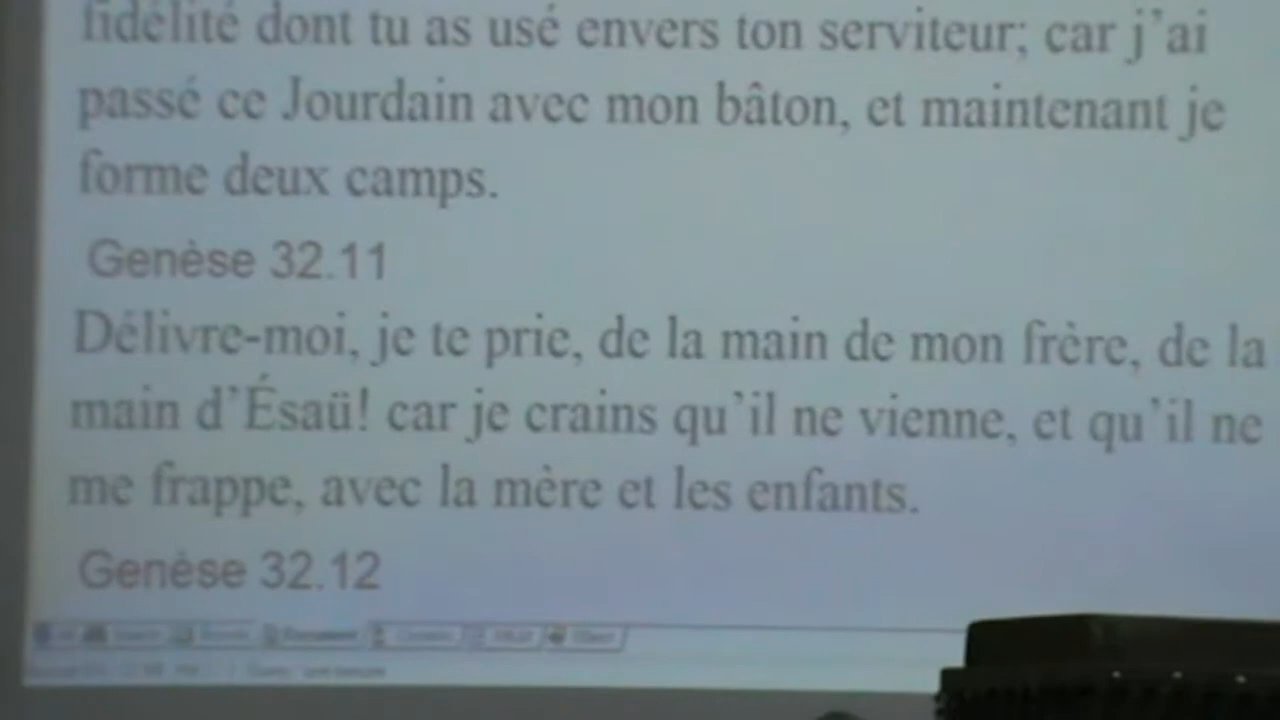 fidélité dont tu as usé envers ton serviteur; car j'ai
passé ce Jourdain avec mon bâton, et maintenant je
forme deux camps.
Genèse 32.11
Délivre-moi, je te prie, de la main de mon frère, de la
main d'Ésaü! car je crains qu'il ne vienne, et qu'il ne
me frappe, avec la mère et les enfants.
Genèse 32.12